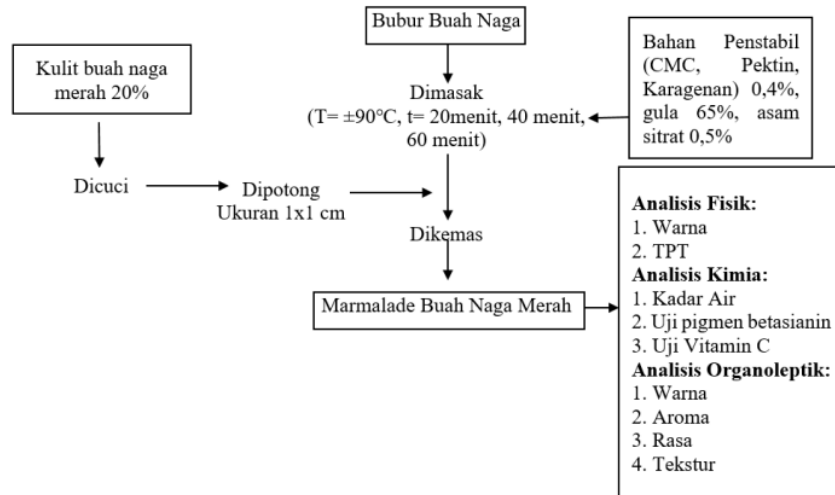 Bubur Buah Naga
Kulit buah naga
merah 20%
Dimasak
(T= ±90°C, t= 20menit, 40 menit,
60 menit)
Bahan Penstabil
(CMC, Pektin,
Karagenan) 0,4%,
gula 65%, asam
sitrat 0,5%
Dicuci
Dipotong
Ukuran 1x1 cm
Dikemas
Marmalade Buah Naga Merah
Analisis Fisik:
1. Warna
2. TPT
Analisis Kimia:
1. Kadar Air
2. Uji pigmen betasianin
3. Uji Vitamin C
Analisis Organoleptik:
1. Warna
2. Aroma
3. Rasa
4. Tekstur